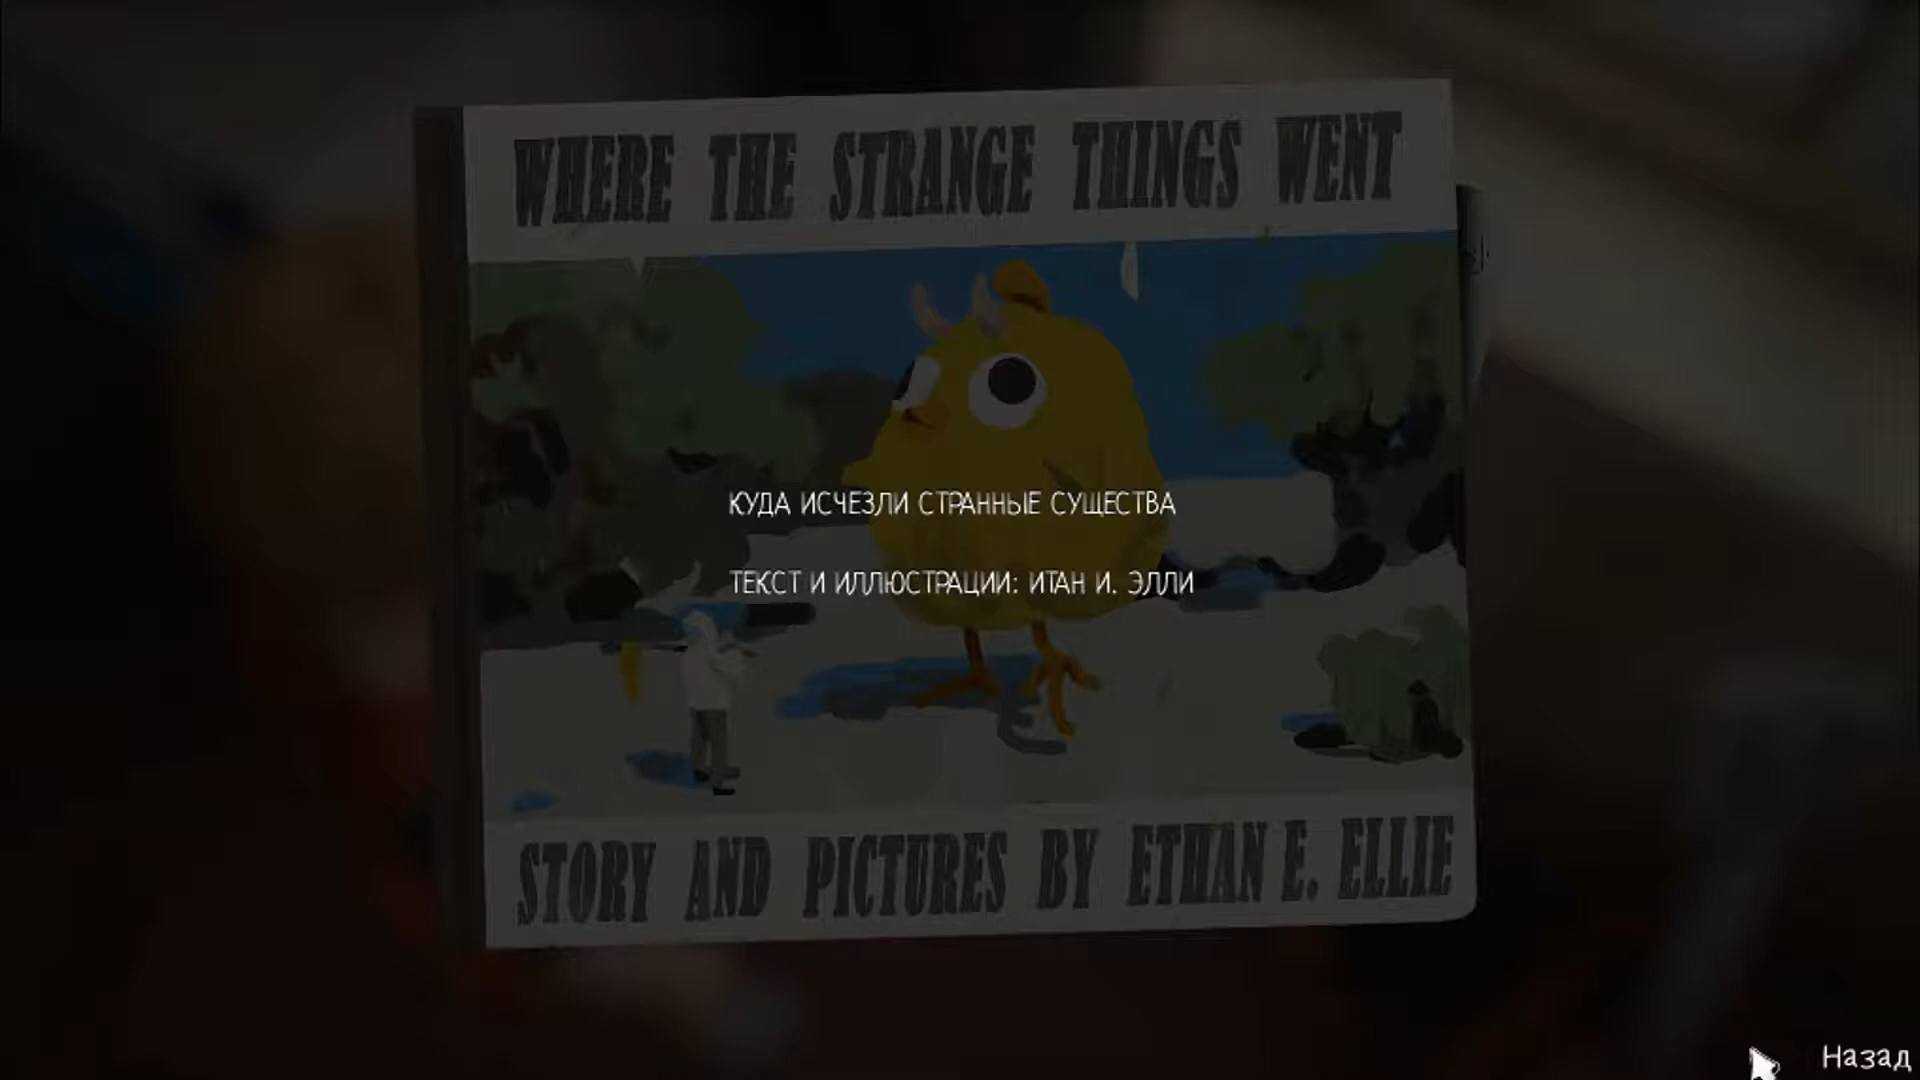 WHERE THE STRANGE THINGS WENT
КУДА ИСЧЕЗЛИ СТРАННЫЕ СУЩЕСТВА
ТЕКСТ И ИЛЛЮСТРАЦИИ: ИТАН И. ЭЛЛИ
STORY AND PICTURES BY ETHAN E. ELLIE
Назад